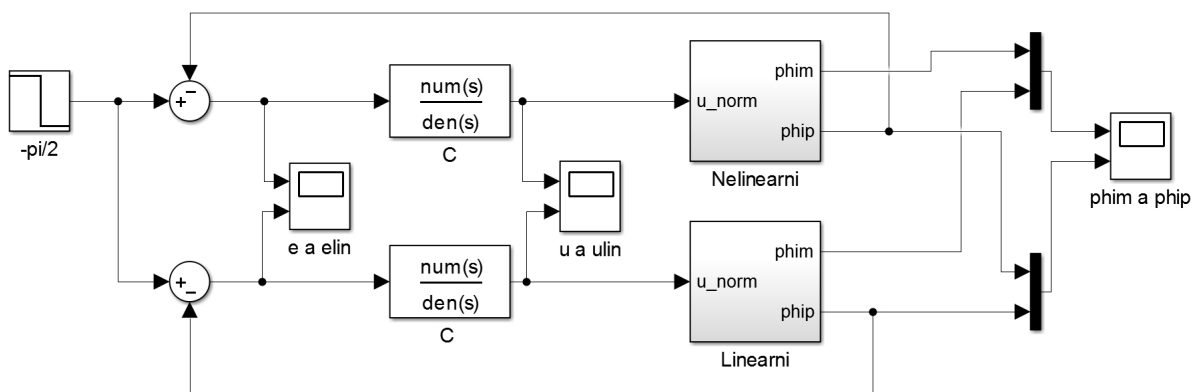 -pi/2
+
−
num(s)
den(s)
C
u_norm
phim
phip
Nelinearni
e a elin
u a ulin
phim a phip
+
−
num(s)
den(s)
C
u_norm
phim
phip
Linearni